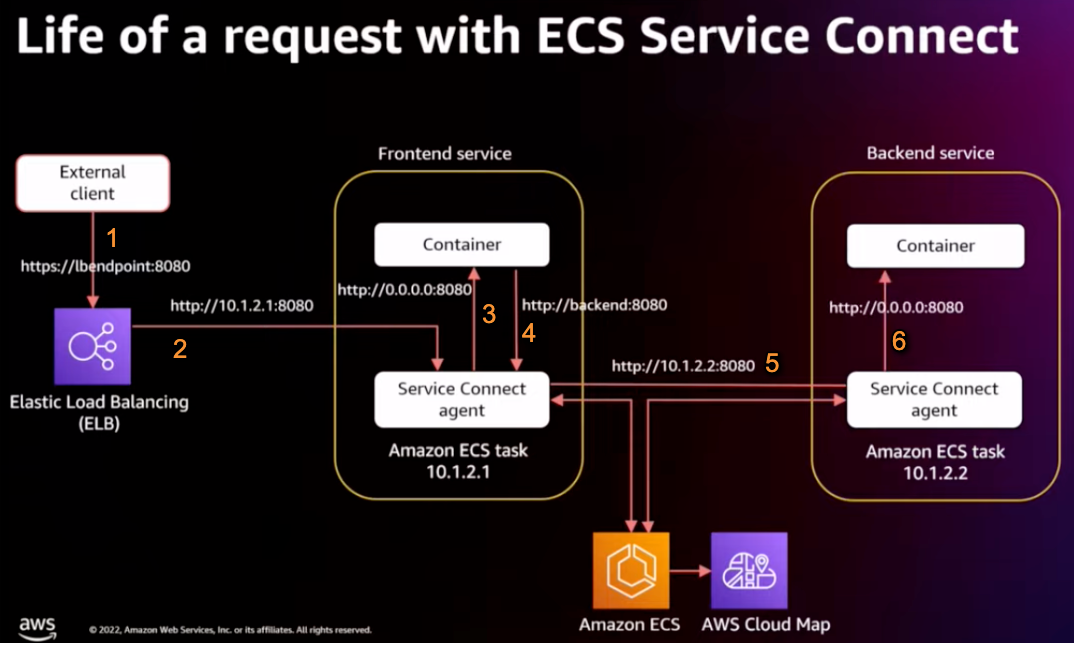 Life of a request with ECS Service Connect
Frontend service
Backend service
External
client
1
https://lbendpoint:8080
Container
Container
http://10.1.2.1:8080
2
http://0.0.0.0:8080
3
http://backend:8080
4
http://0.0.0.0:8080
6
http://10.1.2.2:8080
5
Elastic Load Balancing
(ELB)
Service Connect
agent
Service Connect
agent
Amazon ECS task
10.1.2.1
Amazon ECS task
10.1.2.2
Amazon ECS
AWS Cloud Map
aws
© 2022, Amazon Web Services, Inc. or its affiliates. All rights reserved.